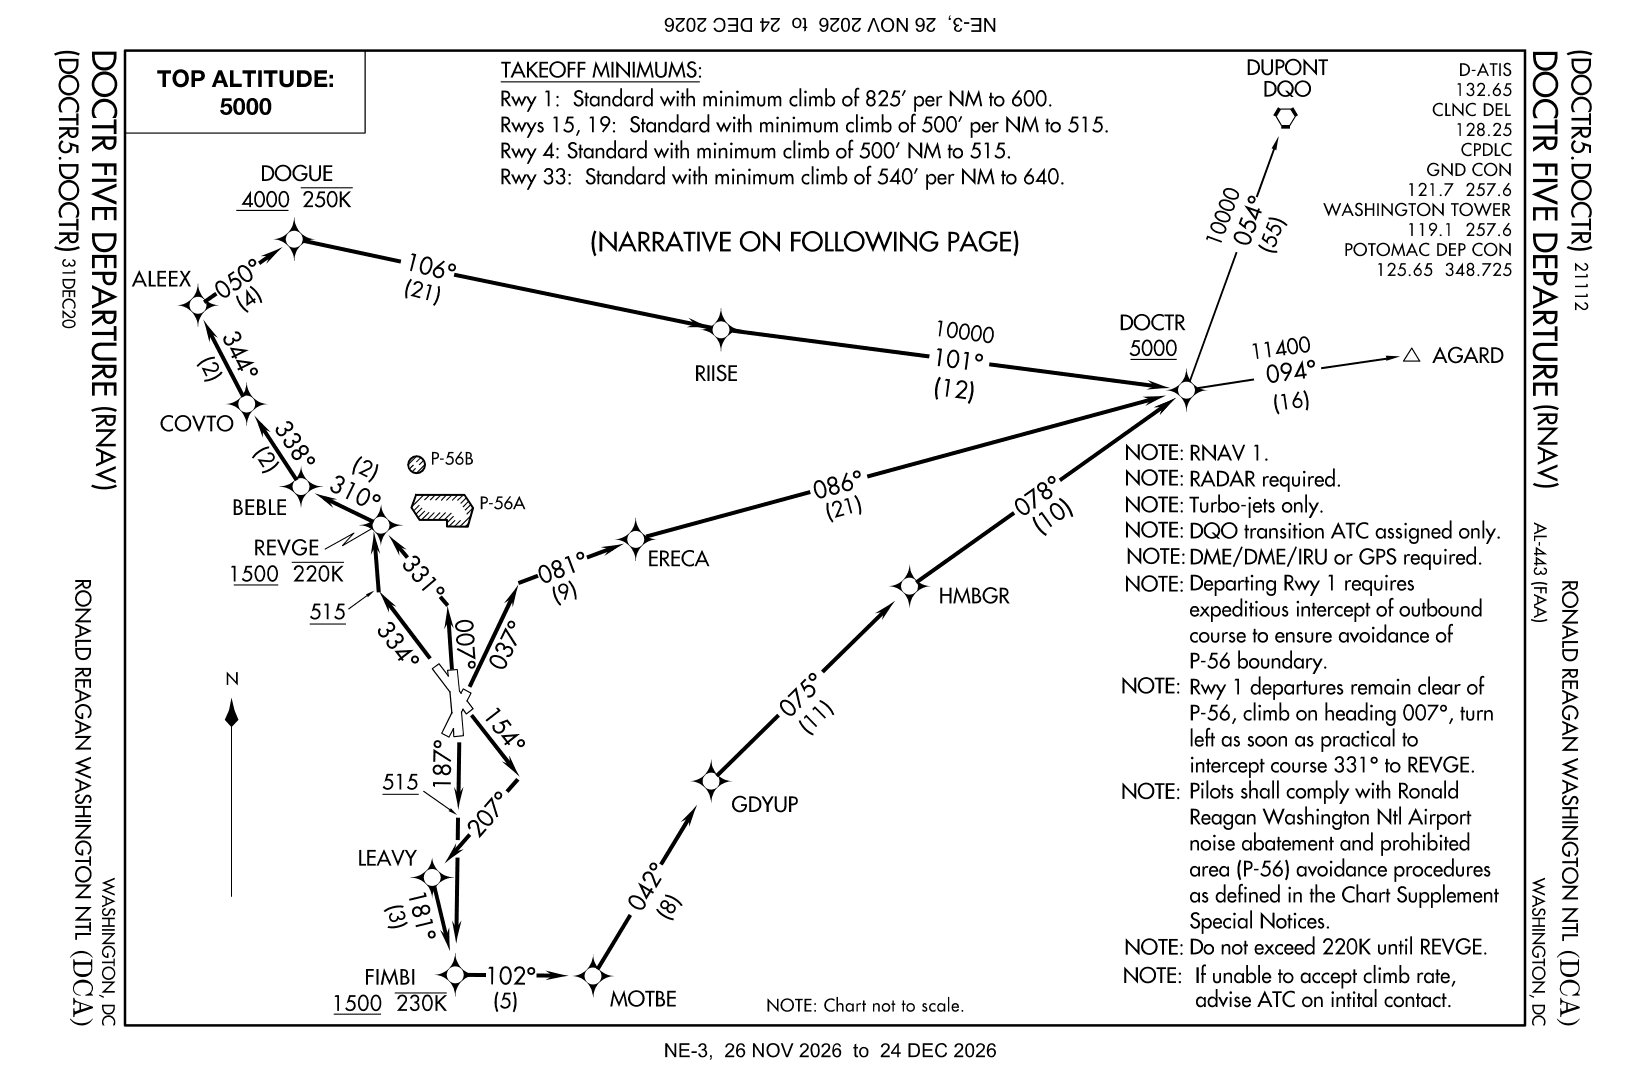 NE-3, 26 NOV 2026 to 24 DEC 2026
(DOCTR5.DOCTR) 31DEC20
DOCTR FIVE DEPARTURE (RNAV)
RONALD REAGAN WASHINGTON NTL (DCA)
WASHINGTON, DC
TOP ALTITUDE:
5000
TAKEOFF MINIMUMS:
Rwy 1: Standard with minimum climb of 825' per NM to 600.
Rwys 15, 19: Standard with minimum climb of 500' per NM to 515.
Rwy 4: Standard with minimum climb of 500' NM to 515.
Rwy 33: Standard with minimum climb of 540' per NM to 640.
(NARRATIVE ON FOLLOWING PAGE)
DUPONT
DQO
D-ATIS
132.65
CLNC DEL
128.25
CPDLC
GND CON
121.7 257.6
WASHINGTON TOWER
119.1 257.6
POTOMAC DEP CON
125.65 348.725
10000
054°
(55)
DOGUE
4000 250K
ALEEX
050°
(4)
106°
(21)
RIISE
10000
101°
(12)
DOCTR
5000
11400
094°
(16)
AGARD
344°
(2)
COVTO
338°
(2)
BEBLE
(2)
310°
P-56B
P-56A
REVGE
1500 220K
515
331°
334°
007°
037°
081°
(9)
ERECA
086°
(21)
078°
(10)
HMBGR
075°
(11)
GDYUP
042°
(8)
MOTBE
N
154°
187°
515
207°
LEAVY
181°
(3)
FIMBI
1500 230K
102°
(5)
NOTE: Chart not to scale.
NOTE: RNAV 1.
NOTE: RADAR required.
NOTE: Turbo-jets only.
NOTE: DQO transition ATC assigned only.
NOTE: DME/DME/IRU or GPS required.
NOTE: Departing Rwy 1 requires
expeditious intercept of outbound
course to ensure avoidance of
P-56 boundary.
NOTE: Rwy 1 departures remain clear of
P-56, climb on heading 007°, turn
left as soon as practical to
intercept course 331° to REVGE.
NOTE: Pilots shall comply with Ronald
Reagan Washington Ntl Airport
noise abatement and prohibited
area (P-56) avoidance procedures
as defined in the Chart Supplement
Special Notices.
NOTE: Do not exceed 220K until REVGE.
NOTE: If unable to accept climb rate,
advise ATC on intital contact.
(DOCTR5.DOCTR) 21112
DOCTR FIVE DEPARTURE (RNAV)
AL-443 (FAA)
RONALD REAGAN WASHINGTON NTL (DCA)
WASHINGTON, DC
NE-3, 26 NOV 2026 to 24 DEC 2026